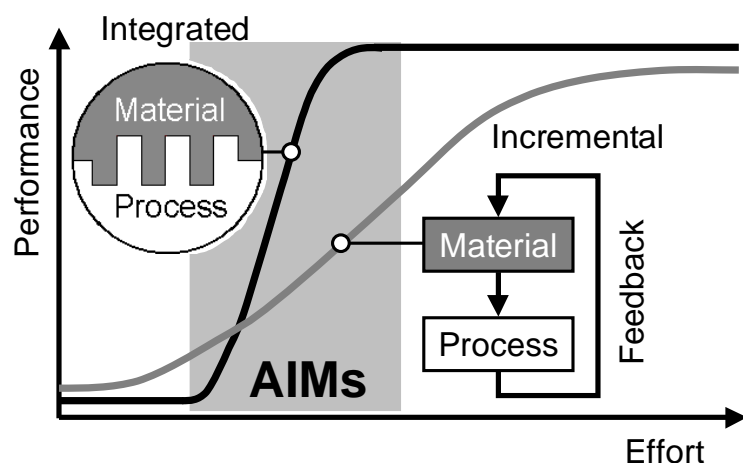 Integrated
Material
Process
Performance
Incremental
Material
Process
Feedback
AIMs
Effort